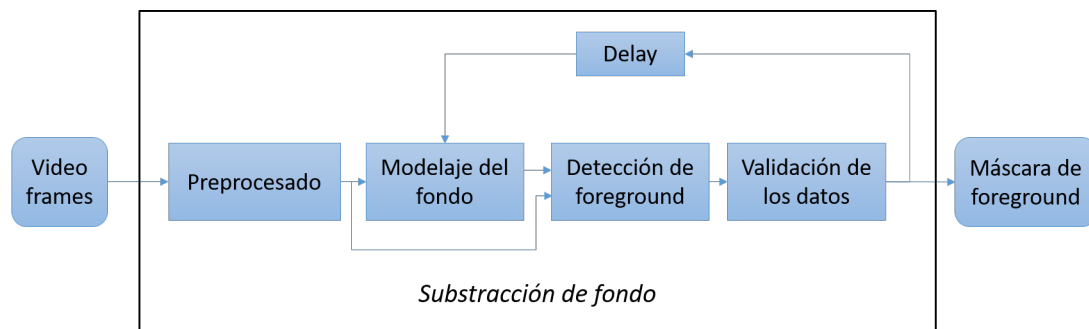 Delay
Video
frames
Preprocesado
Modelaje del
fondo
Detección de
foreground
Validación de
los datos
Máscara de
foreground
Substracción de fondo